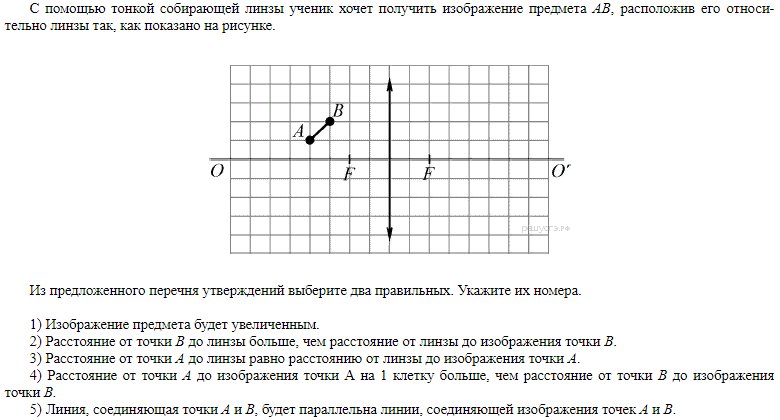 С помощью тонкой собирающей линзы ученик хочет получить изображение предмета AB, расположив его относи-
тельно линзы так, как показано на рисунке.
B
A
O
F
F
O′
решуегэ.рф
Из предложенного перечня утверждений выберите два правильных. Укажите их номера.
1) Изображение предмета будет увеличенным.
2) Расстояние от точки B до линзы больше, чем расстояние от линзы до изображения точки B.
3) Расстояние от точки A до линзы равно расстоянию от линзы до изображения точки A.
4) Расстояние от точки A до изображения точки А на 1 клетку больше, чем расстояние от точки B до изображения
точки B.
5) Линия, соединяющая точки A и B, будет параллельна линии, соединяющей изображения точек A и B.